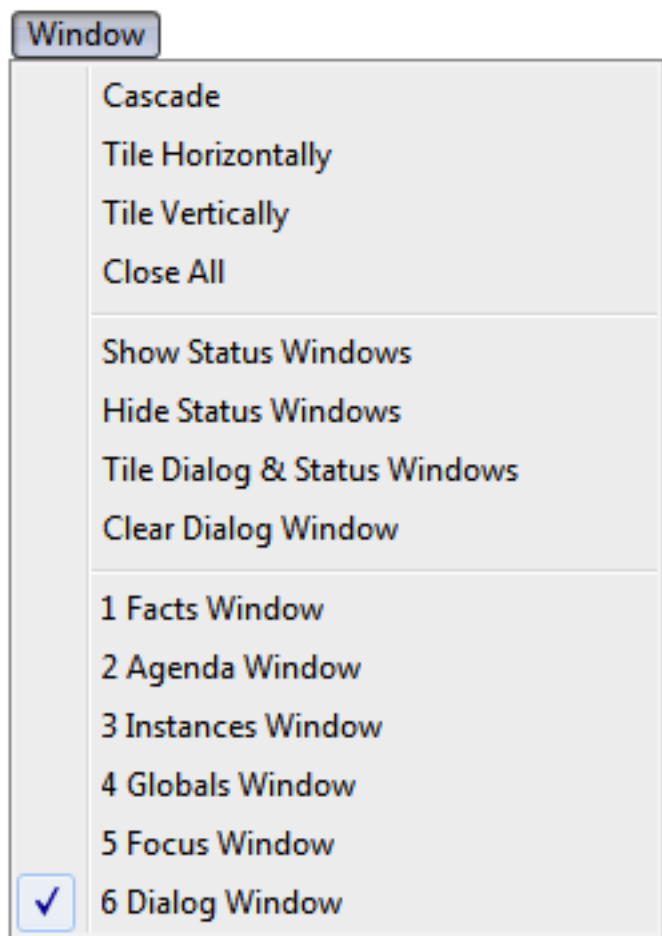 Window
Cascade
Tile Horizontally
Tile Vertically
Close All
Show Status Windows
Hide Status Windows
Tile Dialog & Status Windows
Clear Dialog Window
1 Facts Window
2 Agenda Window
3 Instances Window
4 Globals Window
5 Focus Window
6 Dialog Window